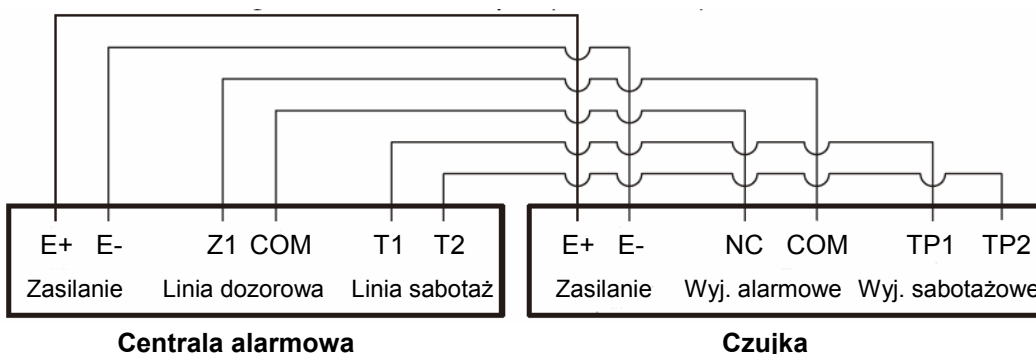 E+ E- Z1 COM T1 T2 E+ E- NC COM TP1 TP2
Zasilanie Linia dozorowa Linia sabotaż Zasilanie Wyj. alarmowe Wyj. sabotażowe
Centrala alarmowa Czujka